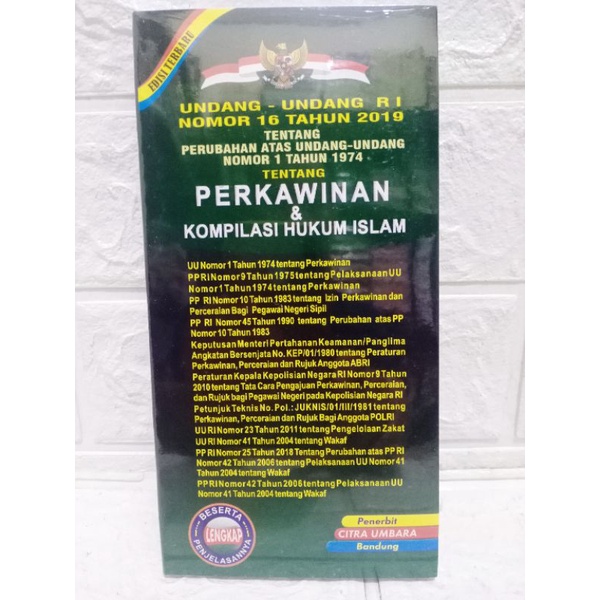 EDISI TERBARU
UNDANG - UNDANG R I
NOMOR 16 TAHUN 2019
TENTANG
PERUBAHAN ATAS UNDANG-UNDANG
NOMOR 1 TAHUN 1974
TENTANG
PERKAWINAN
&
KOMPILASI HUKUM ISLAM
UU Nomor 1 Tahun 1974 tentang Perkawinan
PP RI Nomor 9 Tahun 1975 tentang Pelaksanaan UU
Nomor 1 Tahun 1974 tentang Perkawinan
PP RI Nomor 10 Tahun 1983 tentang Izin Perkawinan dan
Perceraian Bagi Pegawai Negeri Sipil
PP RI Nomor 45 Tahun 1990 tentang Perubahan atas PP
Nomor 10 Tahun 1983
Keputusan Menteri Pertahanan Keamanan/Panglima
Angkatan Bersenjata No. KEP/01/1980 tentang Peraturan
Perkawinan, Perceraian dan Rujuk Anggota ABRI
Peraturan Kepala Kepolisian Negara RI Nomor 9 Tahun
2010 tentang Tata Cara Pengajuan Perkawinan, Perceraian,
dan Rujuk bagi Pegawai Negeri pada Kepolisian Negara RI
Petunjuk Teknis No. Pol.: JUKNIS/01/III/1981 tentang
Perkawinan, Perceraian dan Rujuk Bagi Anggota POLRI
UU RI Nomor 23 Tahun 2011 tentang Pengelolaan Zakat
UU RI Nomor 41 Tahun 2004 tentang Wakaf
PP RI Nomor 25 Tahun 2018 Tentang Perubahan atas PP RI
Nomor 42 Tahun 2006 tentang Pelaksanaan UU Nomor 41
Tahun 2004 tentang Wakaf
PP RI Nomor 42 Tahun 2006 tentang Pelaksanaan UU
Nomor 41 Tahun 2004 tentang Wakaf
BESERTA
LENGKAP
PENJELASANNYA
Penerbit
CITRA UMBARA
Bandung